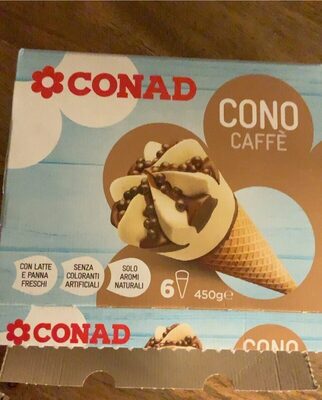 CONAD
CONO
CAFFÈ
CON LATTE
E PANNA
FRESCHI
SENZA
COLORANTI
ARTIFICIALI
SOLO
AROMI
NATURALI
6 450g℮
CONAD
CONO